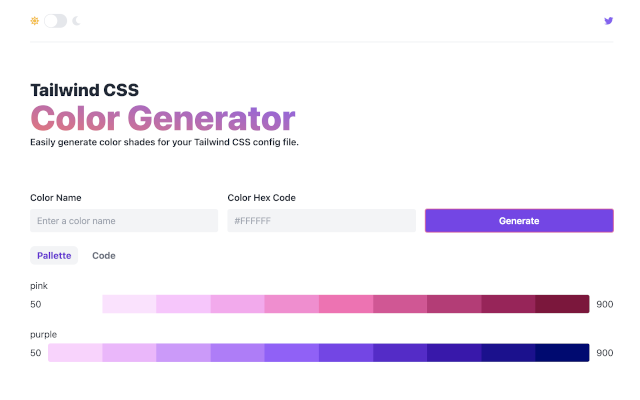 Tailwind CSS
Color Generator
Easily generate color shades for your Tailwind CSS config file.
Color Name
Color Hex Code
Enter a color name
#FFFFFF
Generate
Pallette
Code
pink
50
900
purple
50
900